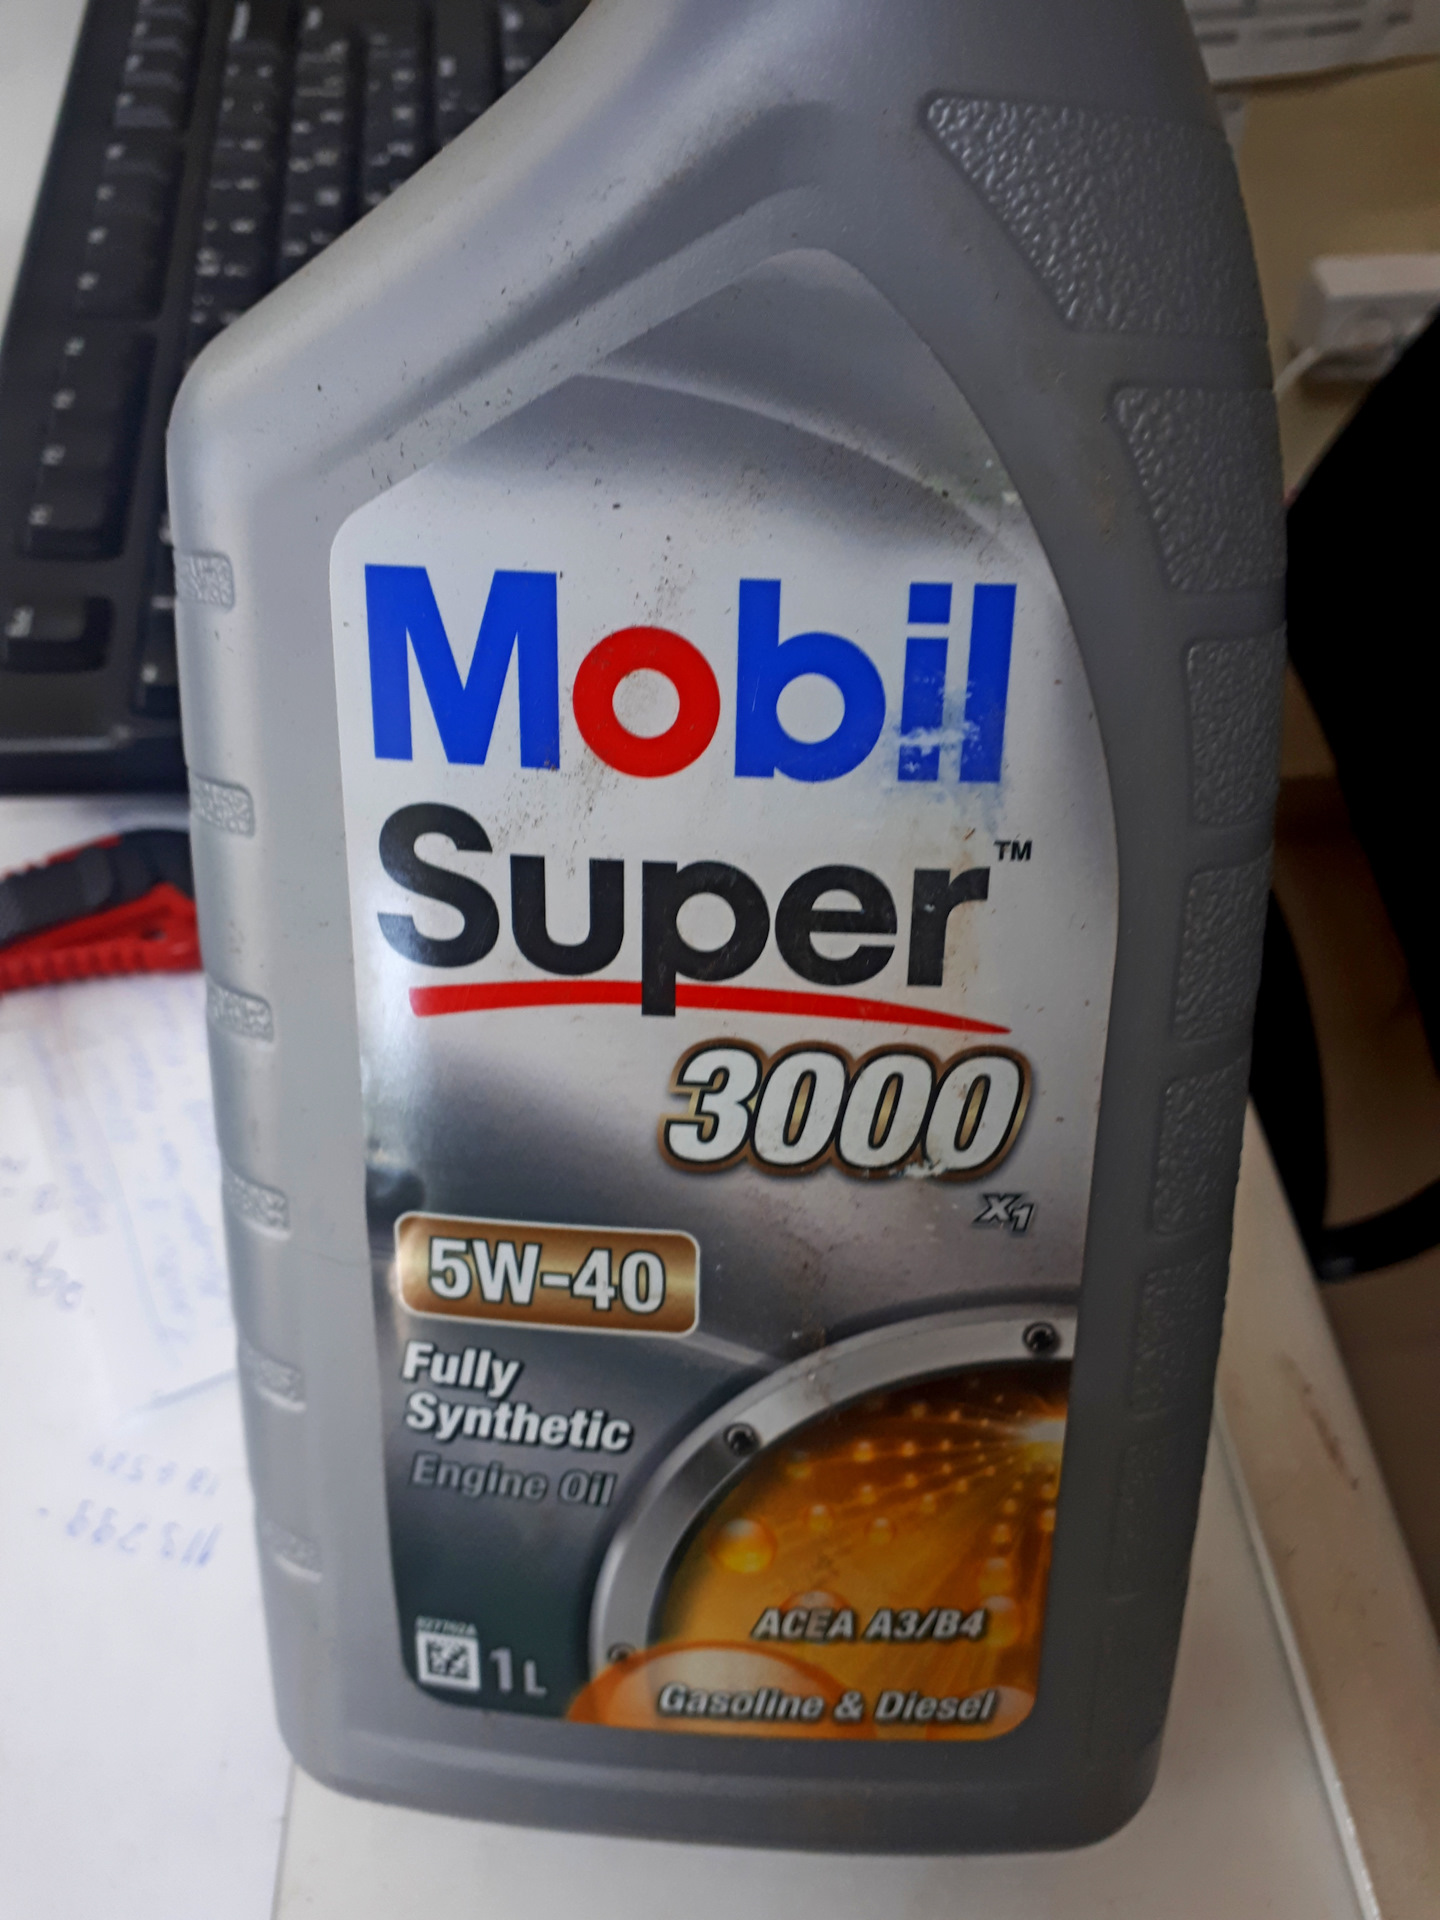 Mobil
Super™
3000
X1
5W-40
Fully
Synthetic
Engine Oil
ACEA A3/B4
1L
Gasoline & Diesel